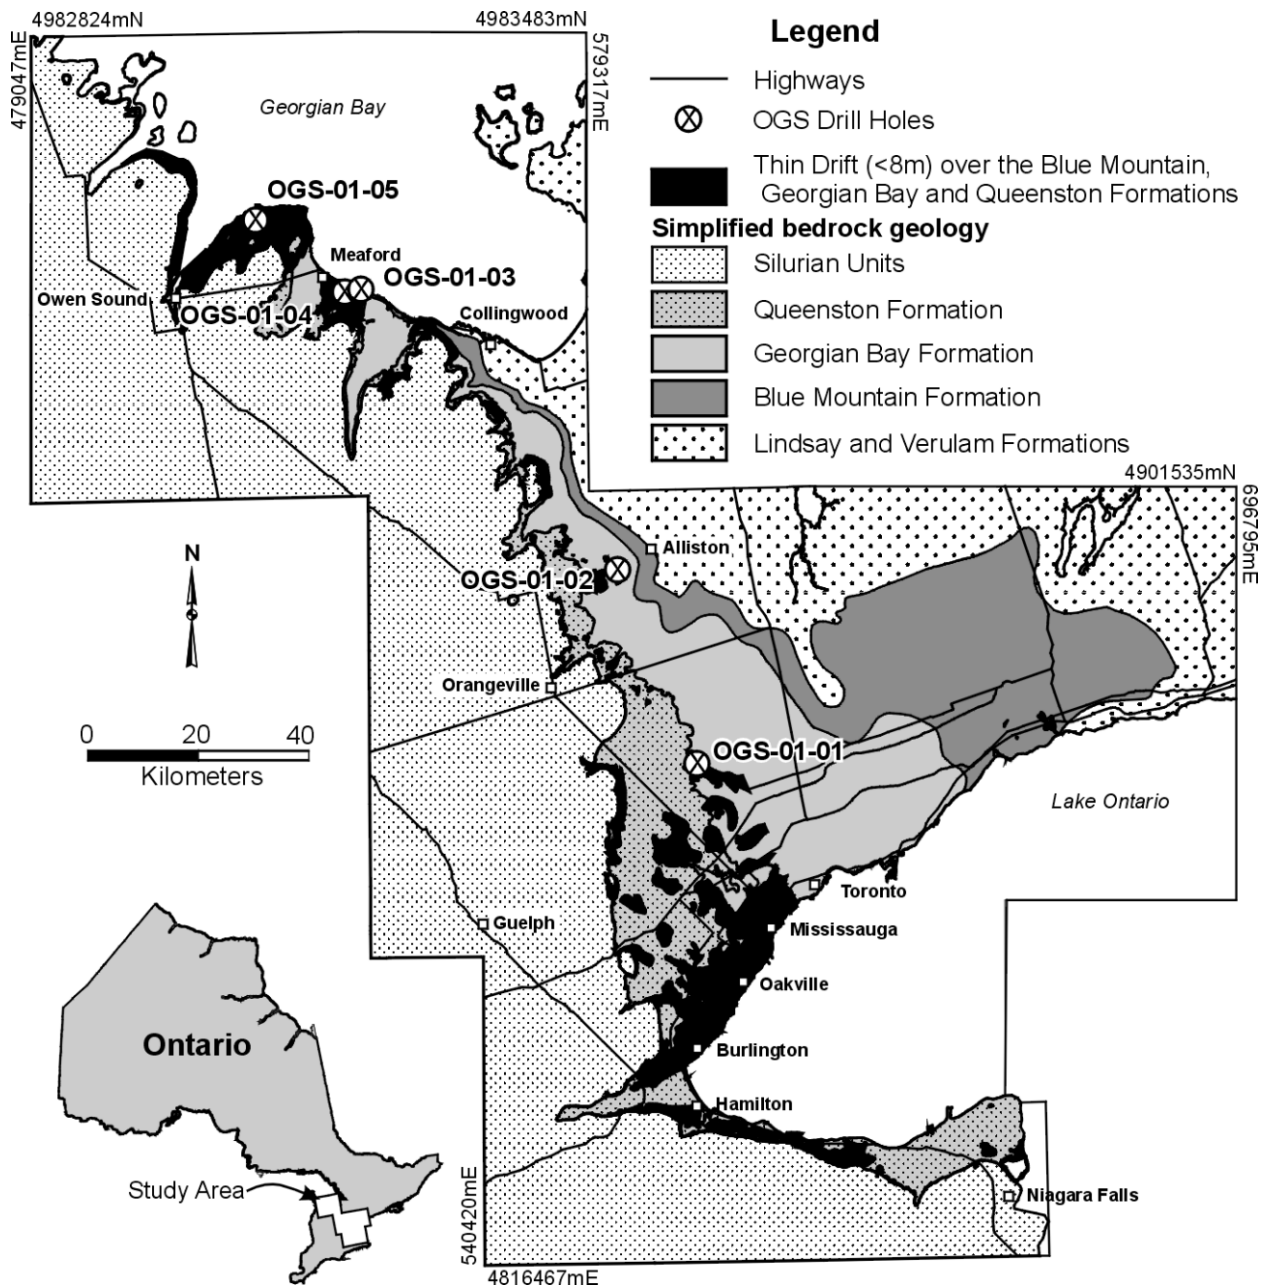 4982824mN
4983483mN
479047mE
579317mE
Legend
Highways
OGS Drill Holes
Thin Drift (<8m) over the Blue Mountain,
Georgian Bay and Queenston Formations
Simplified bedrock geology
Silurian Units
Queenston Formation
Georgian Bay Formation
Blue Mountain Formation
Lindsay and Verulam Formations
Georgian Bay
OGS-01-05
Meaford
OGS-01-03
Owen Sound
OGS-01-04
Collingwood
4901535mN
696795mE
N
Alliston
OGS-01-02
Orangeville
0 20 40
Kilometers
OGS-01-01
Lake Ontario
Toronto
Guelph
Mississauga
Oakville
Ontario
Burlington
Hamilton
Study Area
Niagara Falls
540420mE
4816467mE